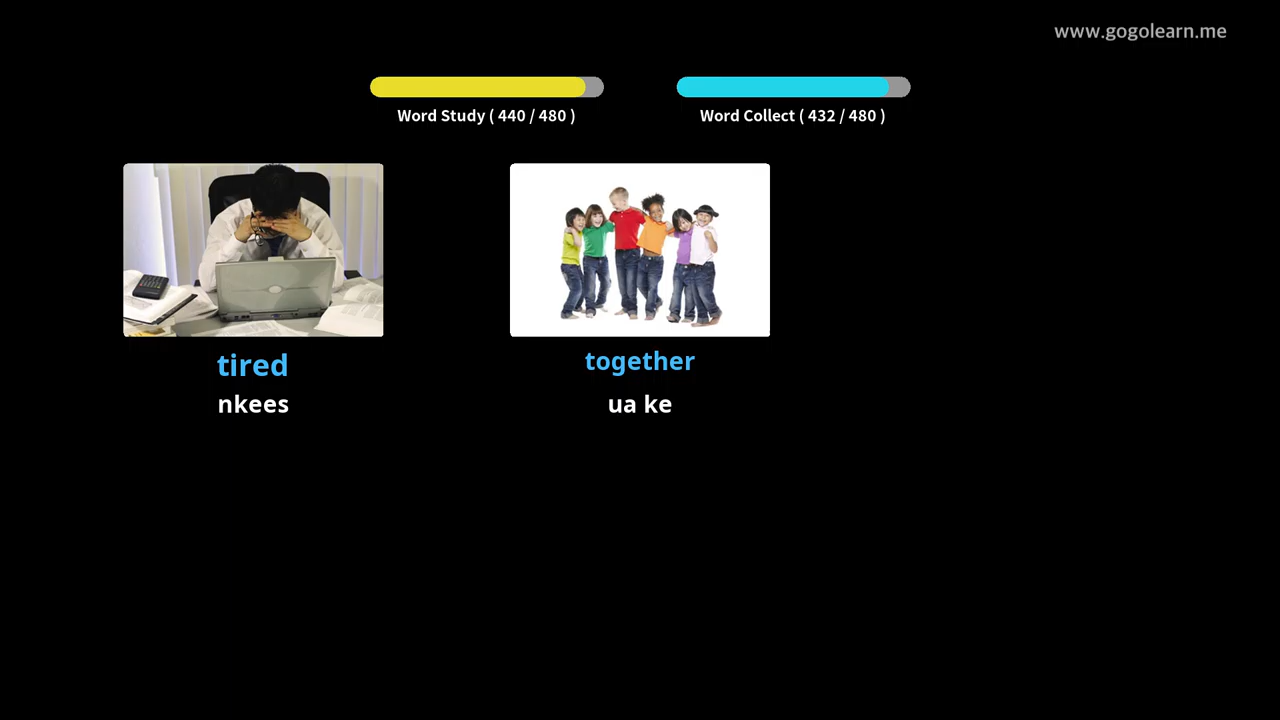 www.gogolearn.me
Word Study ( 440 / 480 )
Word Collect ( 432 / 480 )
tired
nkees
together
ua ke